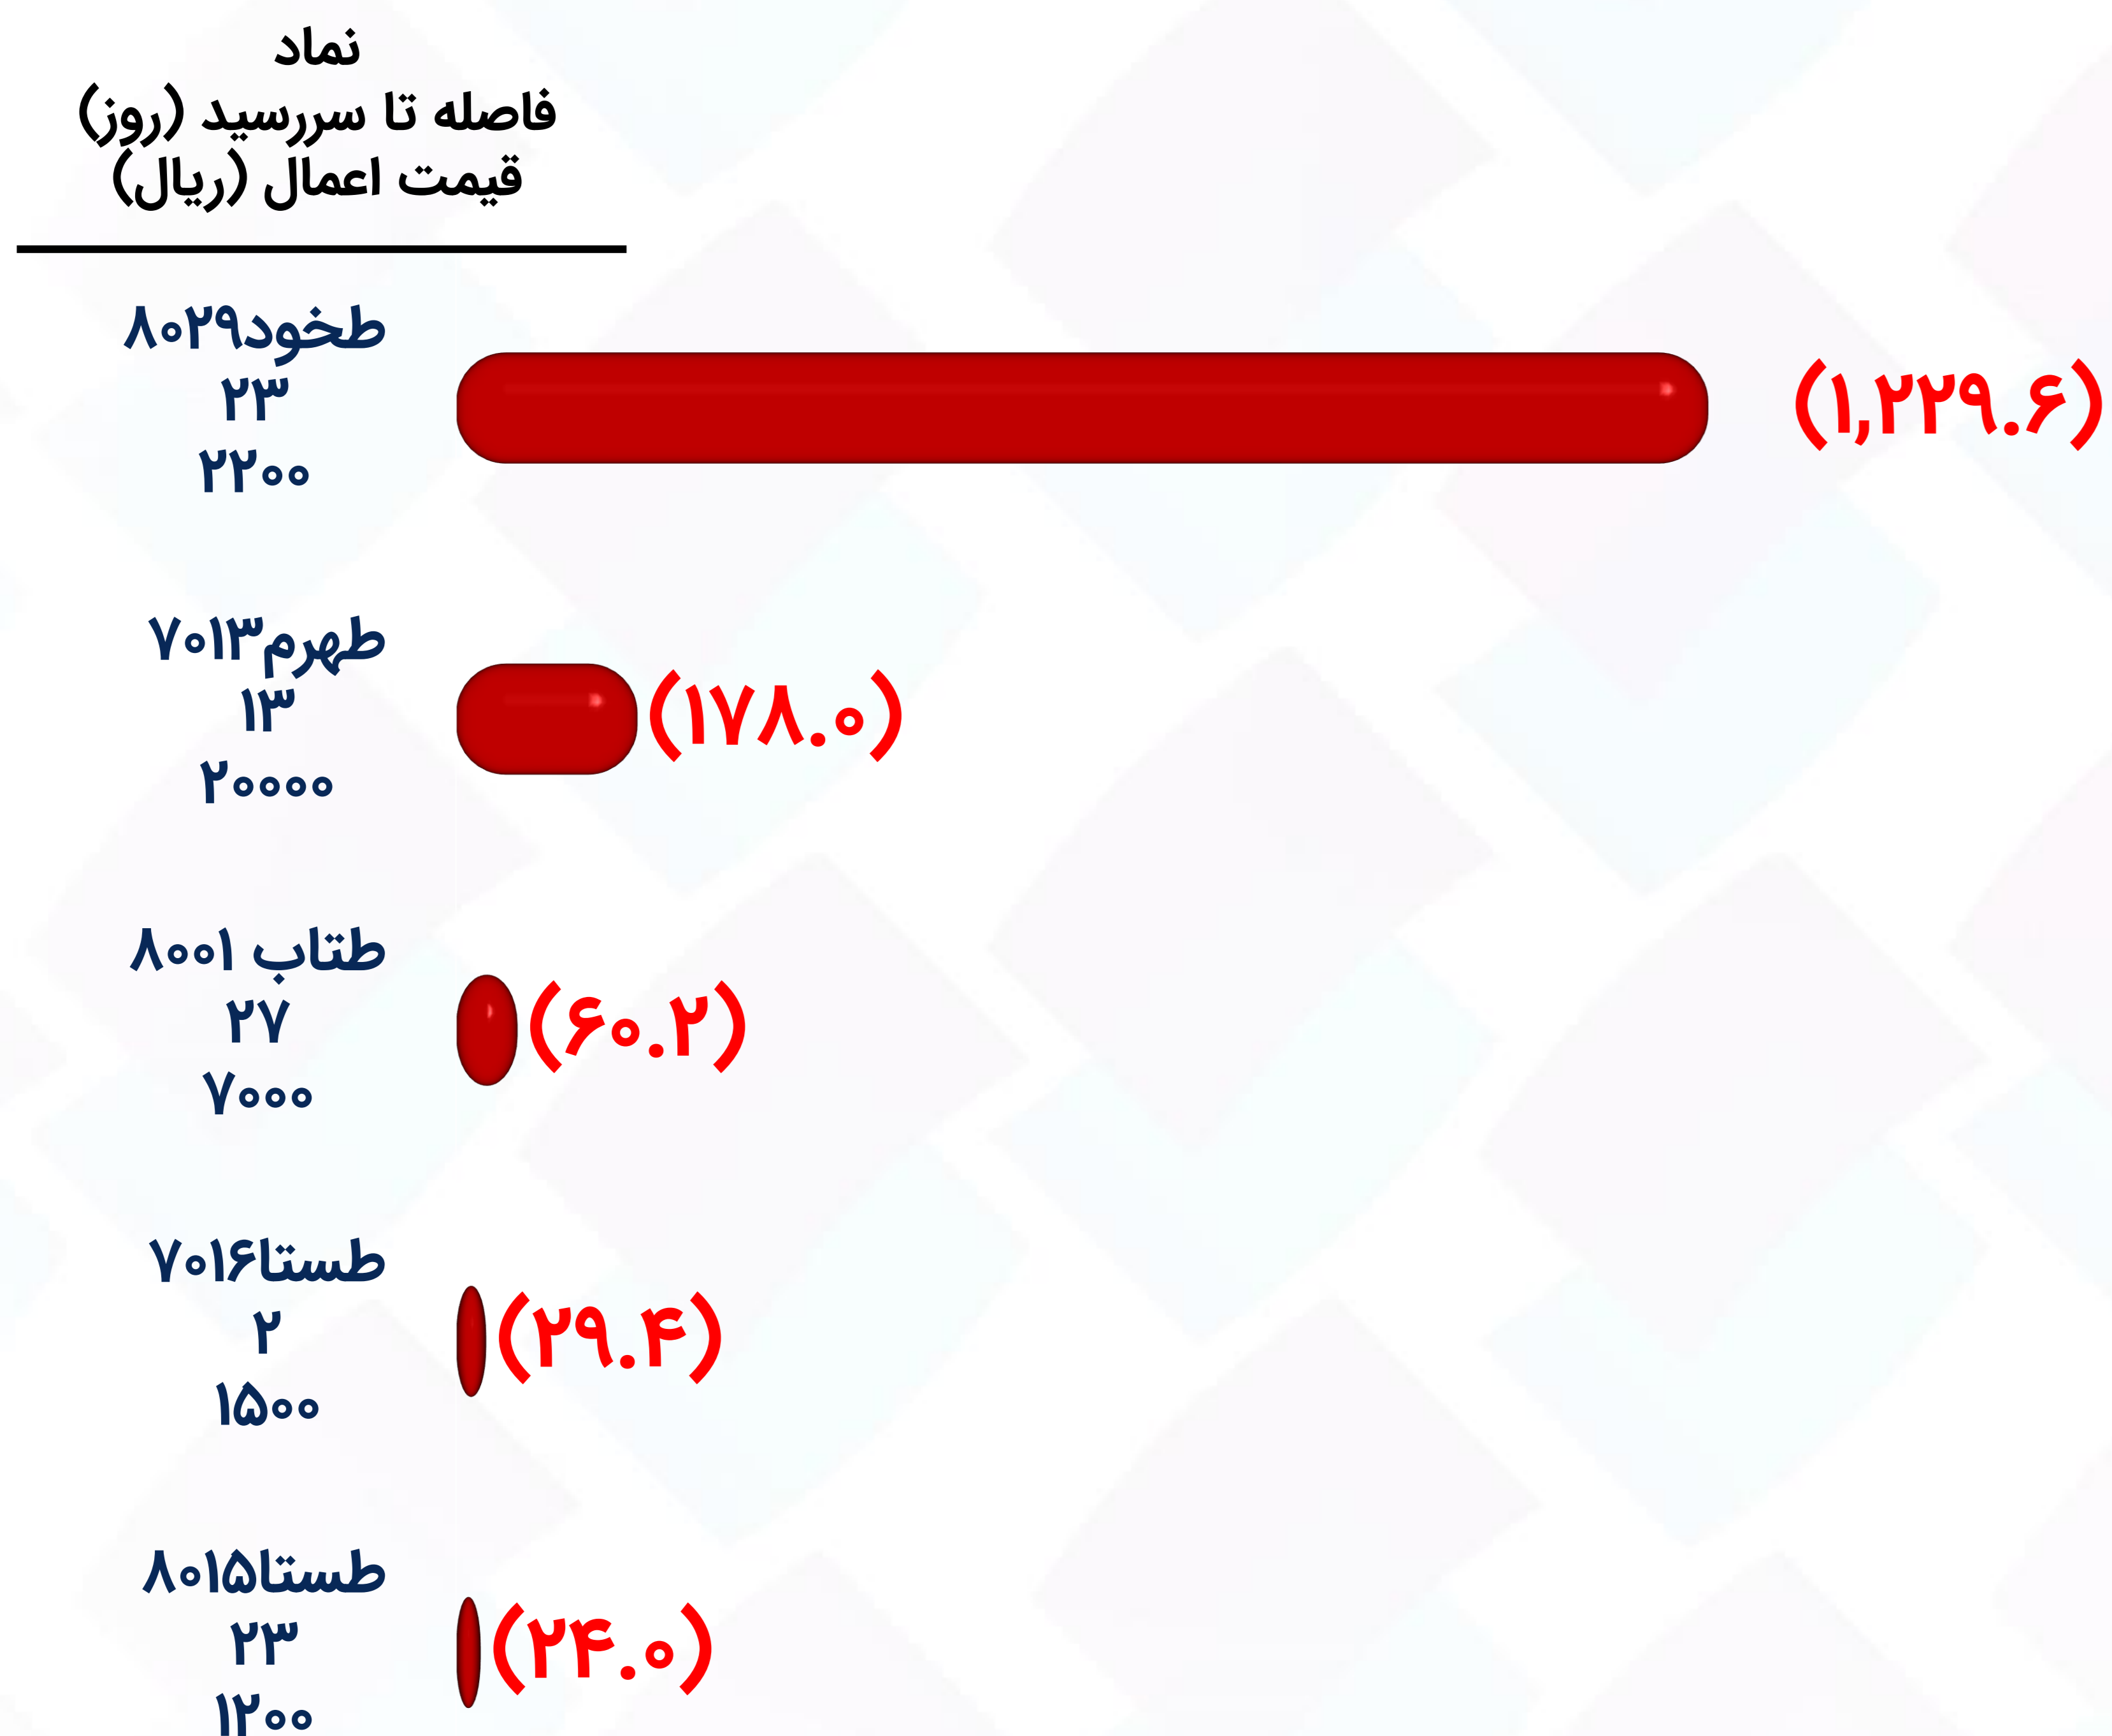 نماد
فاصله تا سررسید (روز)
قیمت اعمال (ریال)
طخود۸۰۲۹
۲۳
۲۲۰۰
(۱,۲۲۹.۶)
طهرم۷۰۱۳
۱۳
۲۰۰۰۰
(۱۷۸.۰)
طتاب ۸۰۰۱
۲۷
۷۰۰۰
(۶۰.۲)
طستا۷۰۱۶
۲
۱۵۰۰
(۲۹.۴)
طستا۸۰۱۵
۲۳
۱۲۰۰
(۲۴.۰)